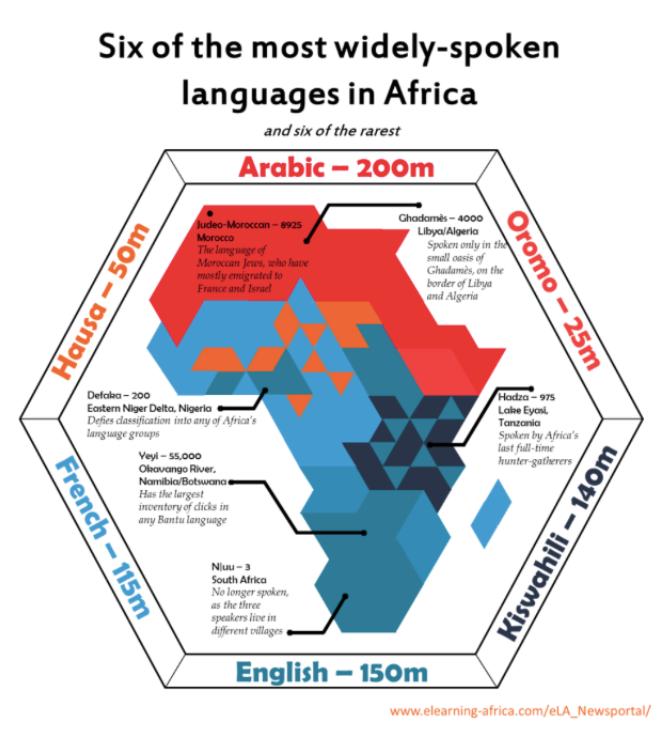 Six of the most widely-spoken
languages in Africa
and six of the rarest
Arabic – 200m
Oromo – 25m
Kiswahili – 140m
English – 150m
French – 115m
Hausa – 50m
Judeo-Moroccan – 8925
Morocco
The language of
Moroccan Jews, who have
mostly emigrated to
France and Israel
Ghadamès – 4000
Libya/Algeria
Spoken only in the
small oasis of
Ghadamès, on the
border of Libya
and Algeria
Defaka – 200
Eastern Niger Delta, Nigeria
Defies classification into any of Africa's
language groups
Hadza – 975
Lake Eyasi,
Tanzania
Spoken by Africa's
last full-time
hunter-gatherers
Yeyi – 55,000
Okavango River,
Namibia/Botswana
Has the largest
inventory of clicks in
any Bantu language
N|uu – 3
South Africa
No longer spoken,
as the three
speakers live in
different villages
www.elearning-africa.com/eLA_Newsportal/